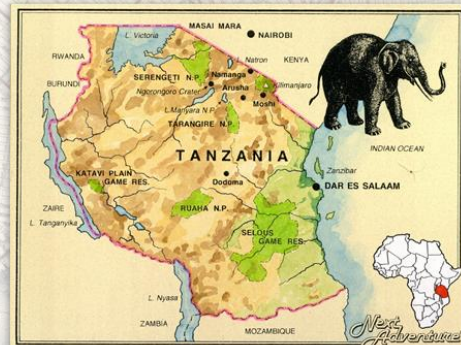 MASAI MARA
NAIROBI
L. Victoria
RWANDA
L. Natron
KENYA
SERENGETI N.P.
Namanga
BURUNDI
Kilimanjaro
Ngorongoro Crater
Arusha
Moshi
L. Manyara N.P.
TARANGIRE N.P.
INDIAN OCEAN
TANZANIA
KATAVI PLAIN
GAME RES.
Zanzibar
Dodoma
DAR ES SALAAM
ZAIRE
RUAHA N.P.
L. Tanganyika
SELOUS
GAME RES.
L. Nyasa
ZAMBIA
MOZAMBIQUE
Next
Adventure